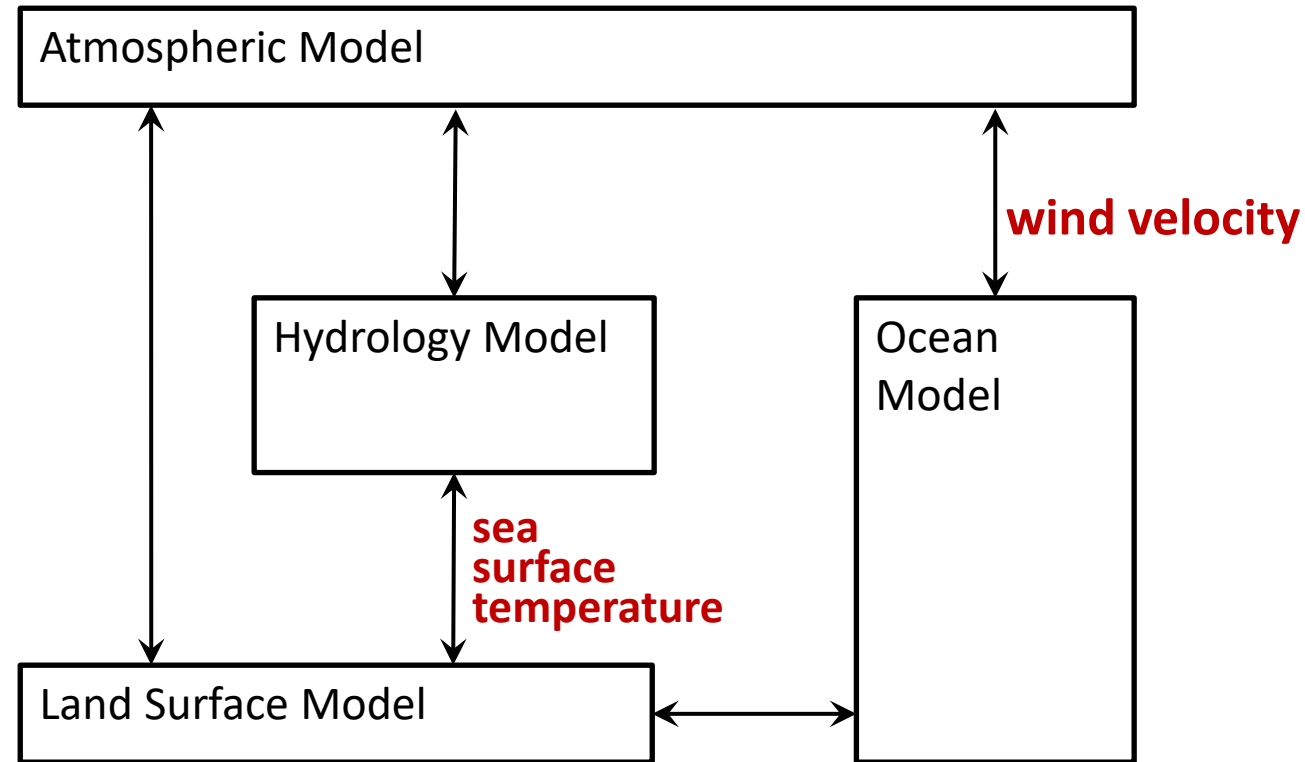 Atmospheric Model
wind velocity
Hydrology Model
Ocean
Model
sea
surface
temperature
Land Surface Model